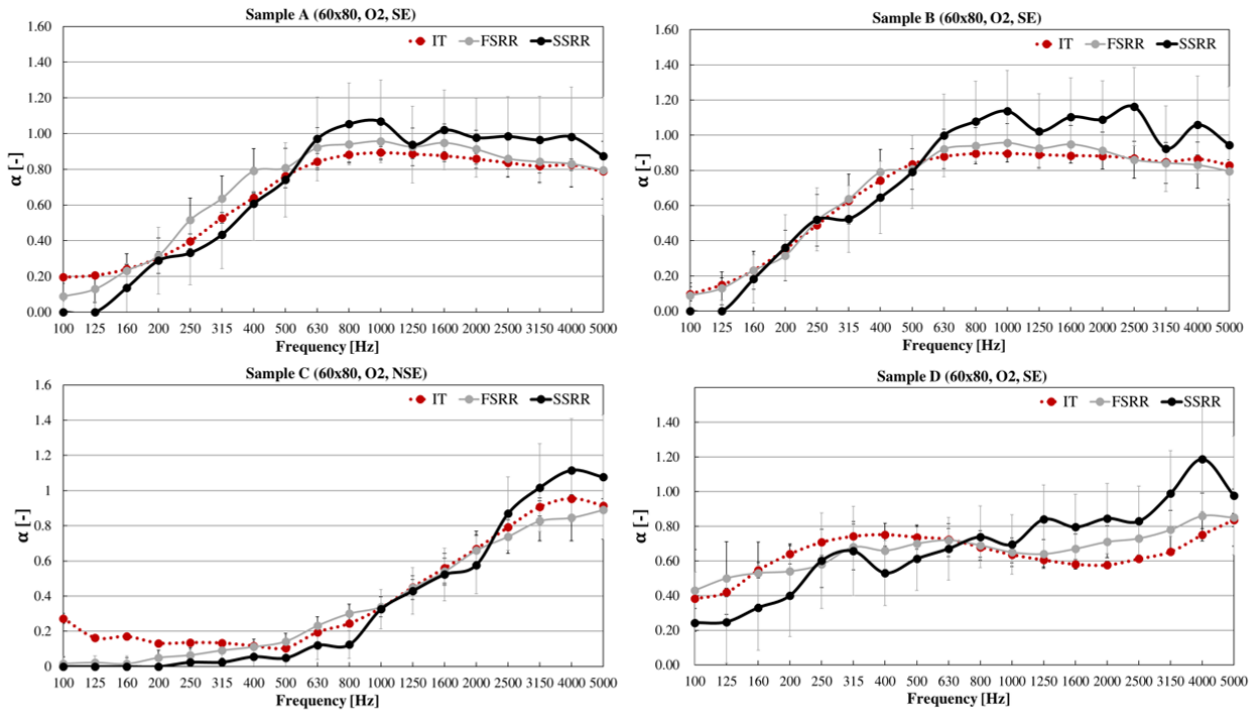 Sample A (60x80, O2, SE)
IT FSRR SSRR
1.60
1.40
1.20
1.00
0.80
0.60
0.40
0.20
0.00
α [-]
100 125 160 200 250 315 400 500 630 800 1000 1250 1600 2000 2500 3150 4000 5000
Frequency [Hz]
Sample B (60x80, O2, SE)
IT FSRR SSRR
1.60
1.40
1.20
1.00
0.80
0.60
0.40
0.20
0.00
α [-]
100 125 160 200 250 315 400 500 630 800 1000 1250 1600 2000 2500 3150 4000 5000
Frequency [Hz]
Sample C (60x80, O2, NSE)
IT FSRR SSRR
1.6
1.4
1.2
1
0.8
0.6
0.4
0.2
0
α [-]
100 125 160 200 250 315 400 500 630 800 1000 1250 1600 2000 2500 3150 4000 5000
Frequency [Hz]
Sample D (60x80, O2, SE)
IT FSRR SSRR
1.40
1.20
1.00
0.80
0.60
0.40
0.20
0.00
α [-]
100 125 160 200 250 315 400 500 630 800 1000 1250 1600 2000 2500 3150 4000 5000
Frequency [Hz]